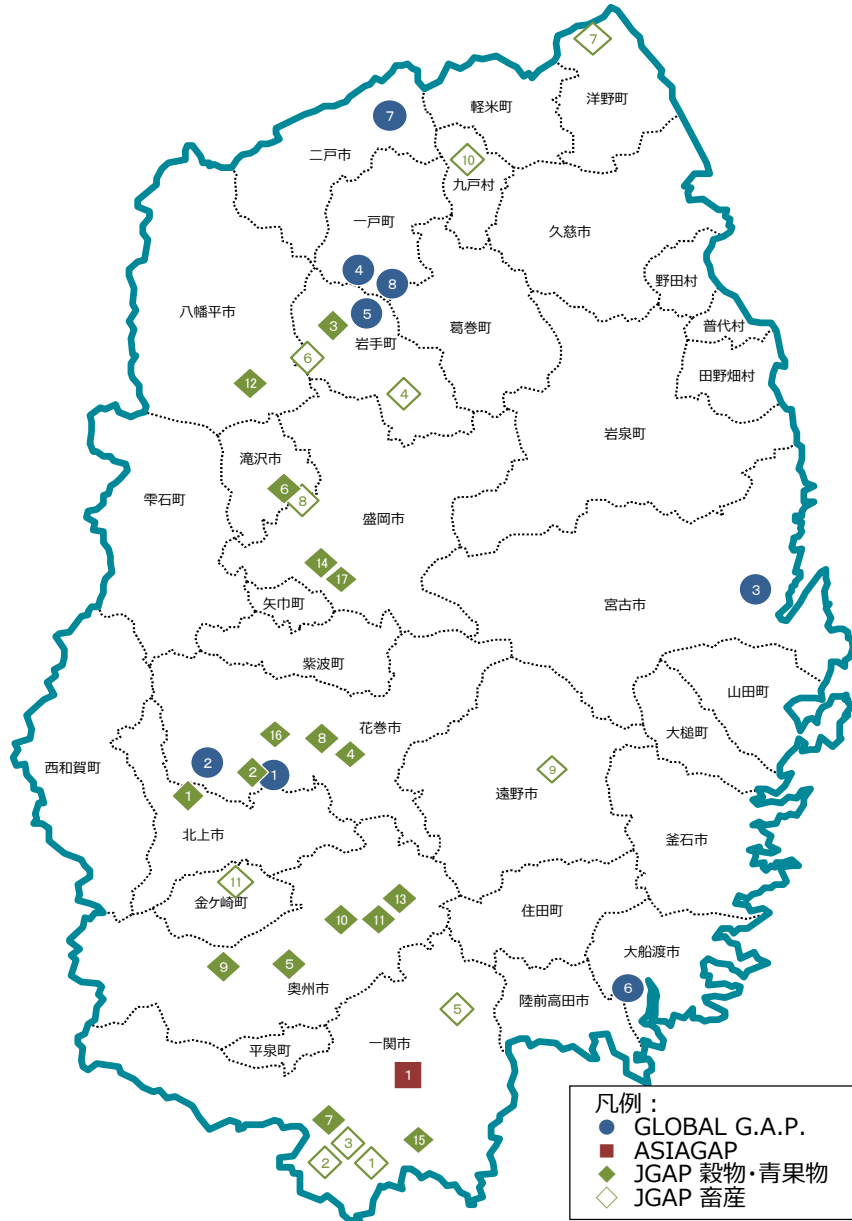 7
洋野町
軽米町
7
二戸市
10
九戸村
一戸町
久慈市
4
8
野田村
八幡平市
5
3
岩手町
葛巻町
普代村
6
田野畑村
12
4
岩泉町
滝沢市
6
8
雫石町
盛岡市
14
17
3
矢巾町
宮古市
紫波町
山田町
大槌町
16
8
花巻市
4
西和賀町
2
2
1
9
1
遠野市
北上市
釜石市
11
金ケ崎町
13
10
11
住田町
大船渡市
9
5
奥州市
6
陸前高田市
5
平泉町
一関市
1
7
3
15
2
1
凡例：
GLOBAL G.A.P.
ASIAGAP
JGAP 穀物・青果物
JGAP 畜産